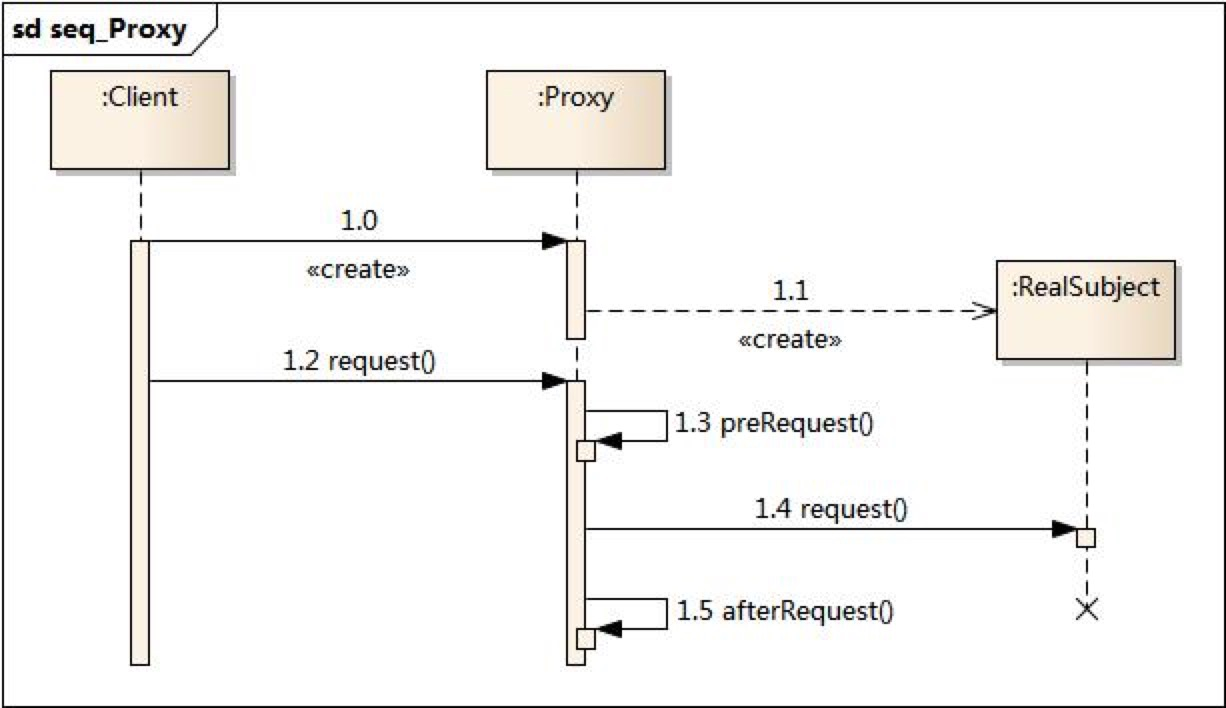 sd seq_Proxy
:Client
:Proxy
1.0
«create»
:RealSubject
1.1
«create»
1.2 request()
1.3 preRequest()
1.4 request()
1.5 afterRequest()